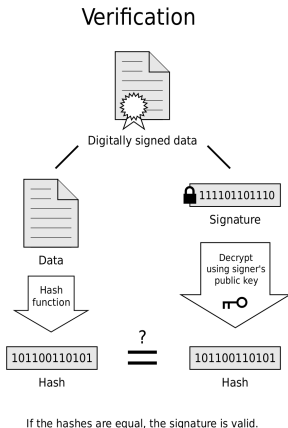 Verification
Digitally signed data
111101101110
Signature
Data
Decrypt
using signer's
public key
Hash
function
?
101100110101
=
101100110101
Hash
Hash
If the hashes are equal, the signature is valid.